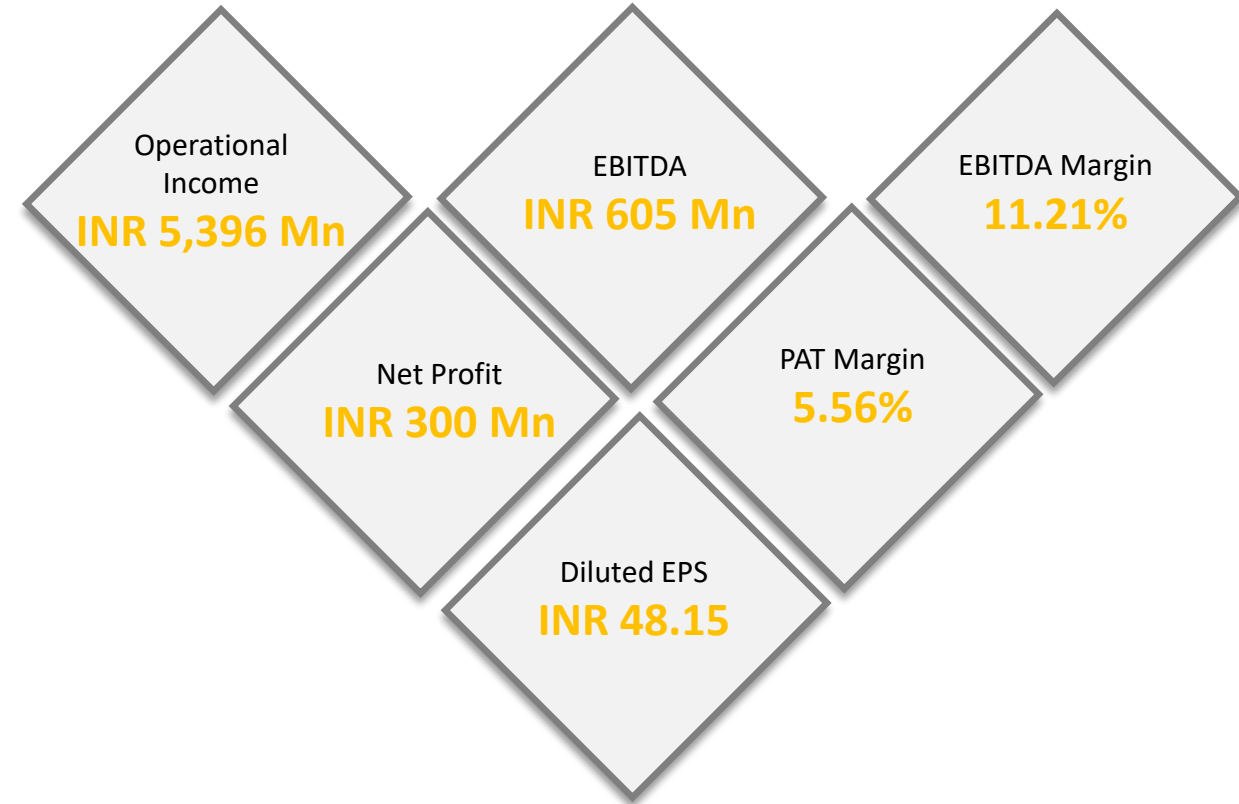 Operational
Income
INR 5,396 Mn
EBITDA
INR 605 Mn
EBITDA Margin
11.21%
Net Profit
INR 300 Mn
PAT Margin
5.56%
Diluted EPS
INR 48.15